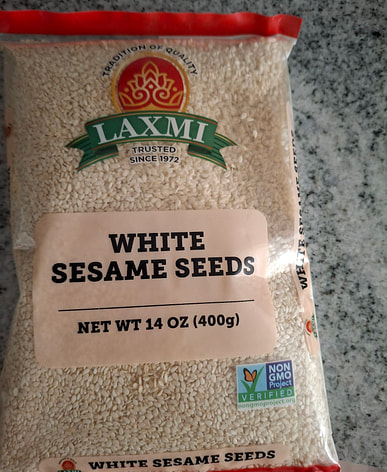 TRADITION OF QUALITY
LAXMI
TRUSTED
SINCE 1972
WHITE
SESAME SEEDS
NET WT 14 OZ (400g)
NON
GMO
Project
VERIFIED
nongmoproject.org
WHITE SESAME SEEDS
WHITE SESAME SEEDS